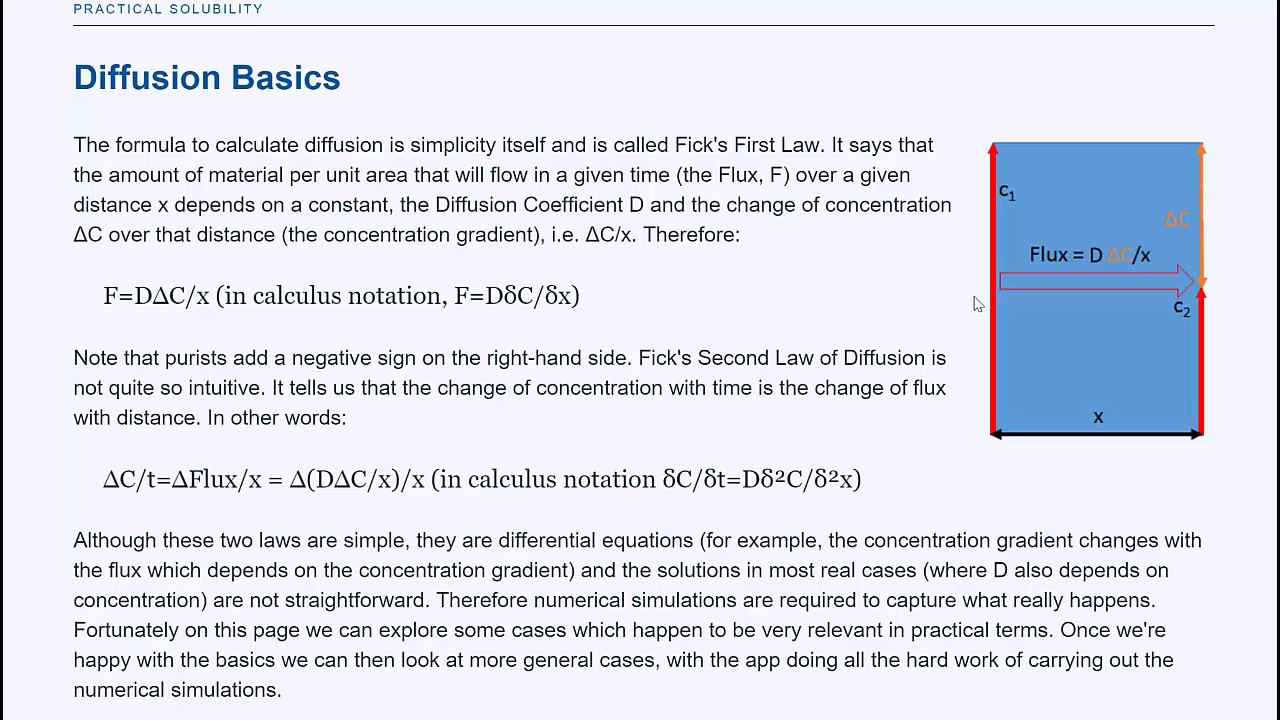 PRACTICAL SOLUBILITY
Diffusion Basics
The formula to calculate diffusion is simplicity itself and is called Fick's First Law. It says that
the amount of material per unit area that will flow in a given time (the Flux, F) over a given
distance x depends on a constant, the Diffusion Coefficient D and the change of concentration
ΔC over that distance (the concentration gradient), i.e. ΔC/x. Therefore:
F=DΔC/x (in calculus notation, F=DδC/δx)
Note that purists add a negative sign on the right-hand side. Fick's Second Law of Diffusion is
not quite so intuitive. It tells us that the change of concentration with time is the change of flux
with distance. In other words:
ΔC/t=ΔFlux/x = Δ(DΔC/x)/x (in calculus notation δC/δt=Dδ²C/δ²x)
Although these two laws are simple, they are differential equations (for example, the concentration gradient changes with
the flux which depends on the concentration gradient) and the solutions in most real cases (where D also depends on
concentration) are not straightforward. Therefore numerical simulations are required to capture what really happens.
Fortunately on this page we can explore some cases which happen to be very relevant in practical terms. Once we're
happy with the basics we can then look at more general cases, with the app doing all the hard work of carrying out the
numerical simulations.
c₁
ΔC
Flux = D ΔC/x
c₂
x